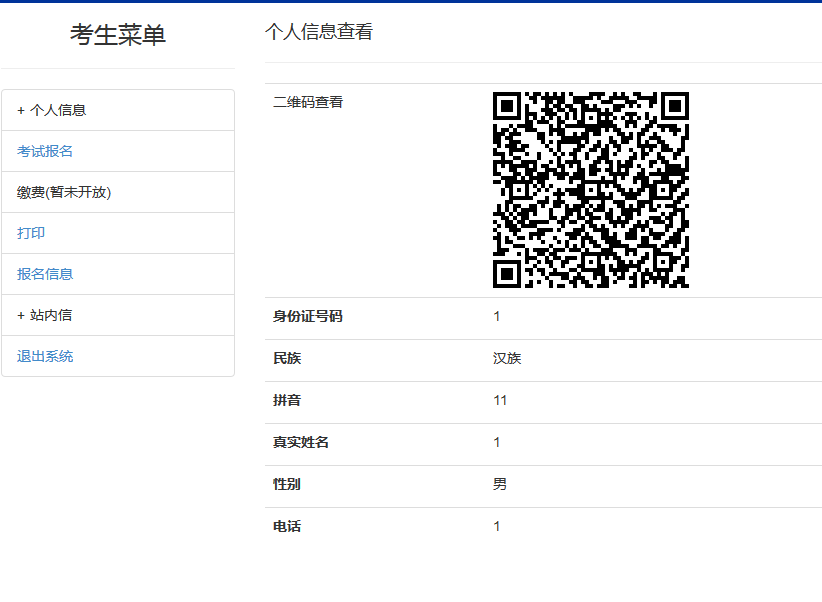 考生菜单
+ 个人信息
考试报名
缴费(暂未开放)
打印
报名信息
+ 站内信
退出系统
个人信息查看
二维码查看
身份证号码 1
民族 汉族
拼音 11
真实姓名 1
性别 男
电话 1